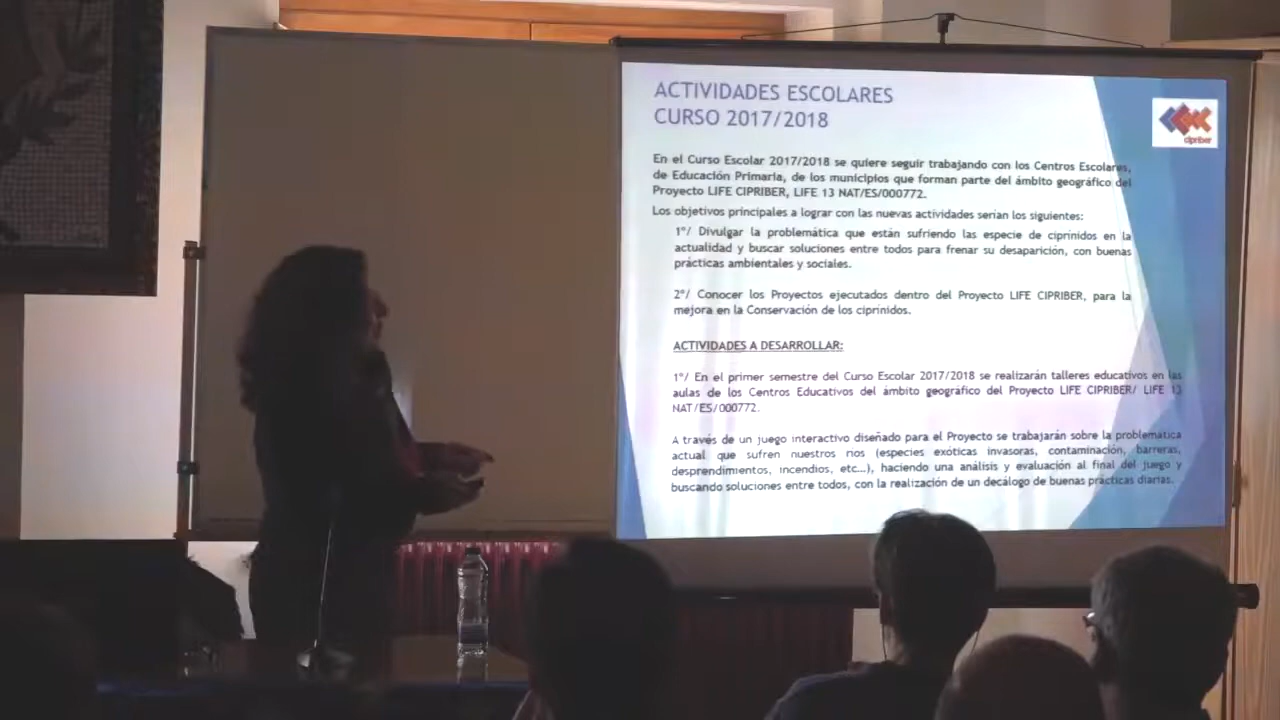 ACTIVIDADES ESCOLARES
CURSO 2017/2018
cipriber
En el Curso Escolar 2017/2018 se quiere seguir trabajando con los Centros Escolares,
de Educación Primaria, de los municipios que forman parte del ámbito geográfico del
Proyecto LIFE CIPRIBER, LIFE 13 NAT/ES/000772.
Los objetivos principales a lograr con las nuevas actividades serían los siguientes:
1º/ Divulgar la problemática que están sufriendo las especie de ciprínidos en la
actualidad y buscar soluciones entre todos para frenar su desaparición, con buenas
prácticas ambientales y sociales.
2º/ Conocer los Proyectos ejecutados dentro del Proyecto LIFE CIPRIBER, para la
mejora en la Conservación de los ciprínidos.
ACTIVIDADES A DESARROLLAR:
1º/ En el primer semestre del Curso Escolar 2017/2018 se realizarán talleres educativos en las
aulas de los Centros Educativos del ámbito geográfico del Proyecto LIFE CIPRIBER/ LIFE 13
NAT/ES/000772.
A través de un juego interactivo diseñado para el Proyecto se trabajarán sobre la problemática
actual que sufren nuestros ríos (especies exóticas invasoras, contaminación, barreras,
desprendimientos, incendios, etc...), haciendo una análisis y evaluación al final del juego y
buscando soluciones entre todos, con la realización de un decálogo de buenas prácticas diarias.